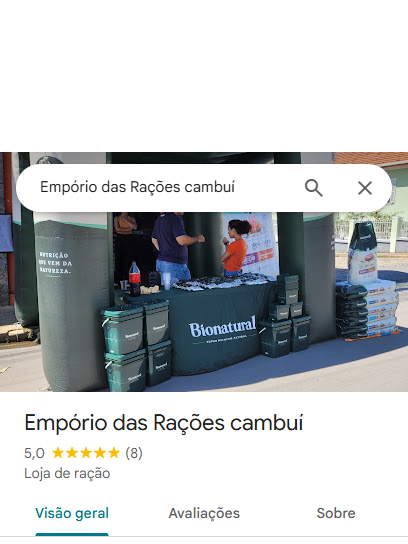 Empório das Rações cambuí
NUTRIÇÃO
QUE VEM DA
NATUREZA.
Bionatural
Empório das Rações cambuí
5,0 (8)
Loja de ração
Visão geral
Avaliações
Sobre